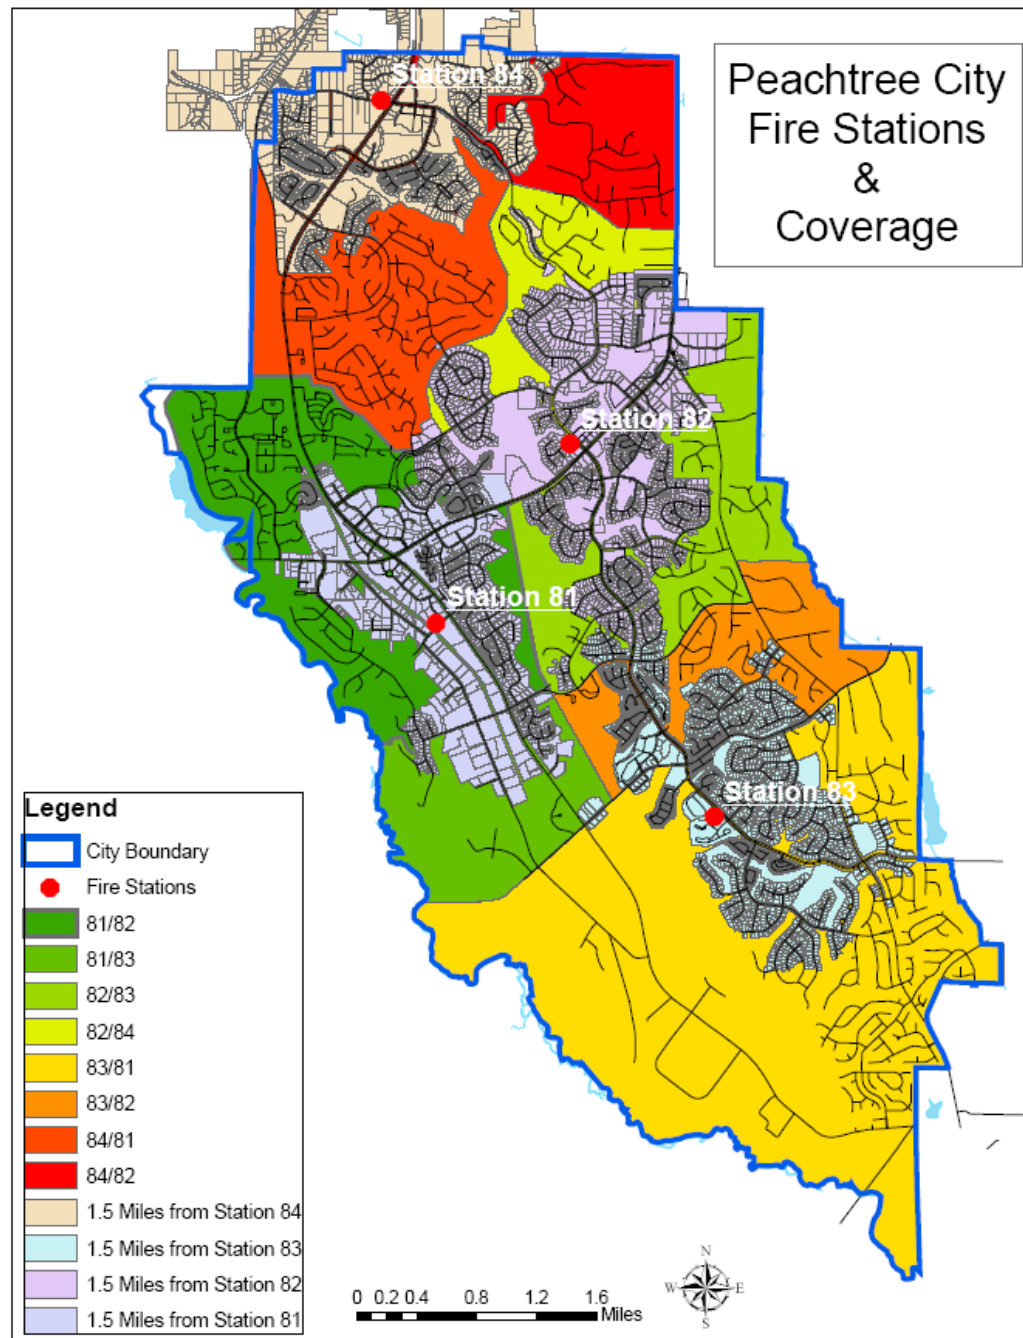 Peachtree City
Fire Stations
&
Coverage
Station 84
Station 82
Station 81
Station 83
Legend
City Boundary
Fire Stations
81/82
81/83
82/83
82/84
83/81
83/82
84/81
84/82
1.5 Miles from Station 84
1.5 Miles from Station 83
1.5 Miles from Station 82
1.5 Miles from Station 81
0 0.2 0.4 0.8 1.2 1.6
Miles
N
W E
S